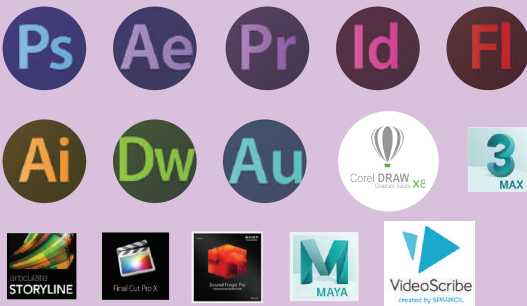 Ps Ae Pr Id Fl
Ai Dw Au
Corel DRAW
Graphics Suite X8
3
MAX
articulate
STORYLINE
Final Cut Pro X
SONY
Sound Forge Pro
M
MAYA
VideoScribe
created by SPARKOL